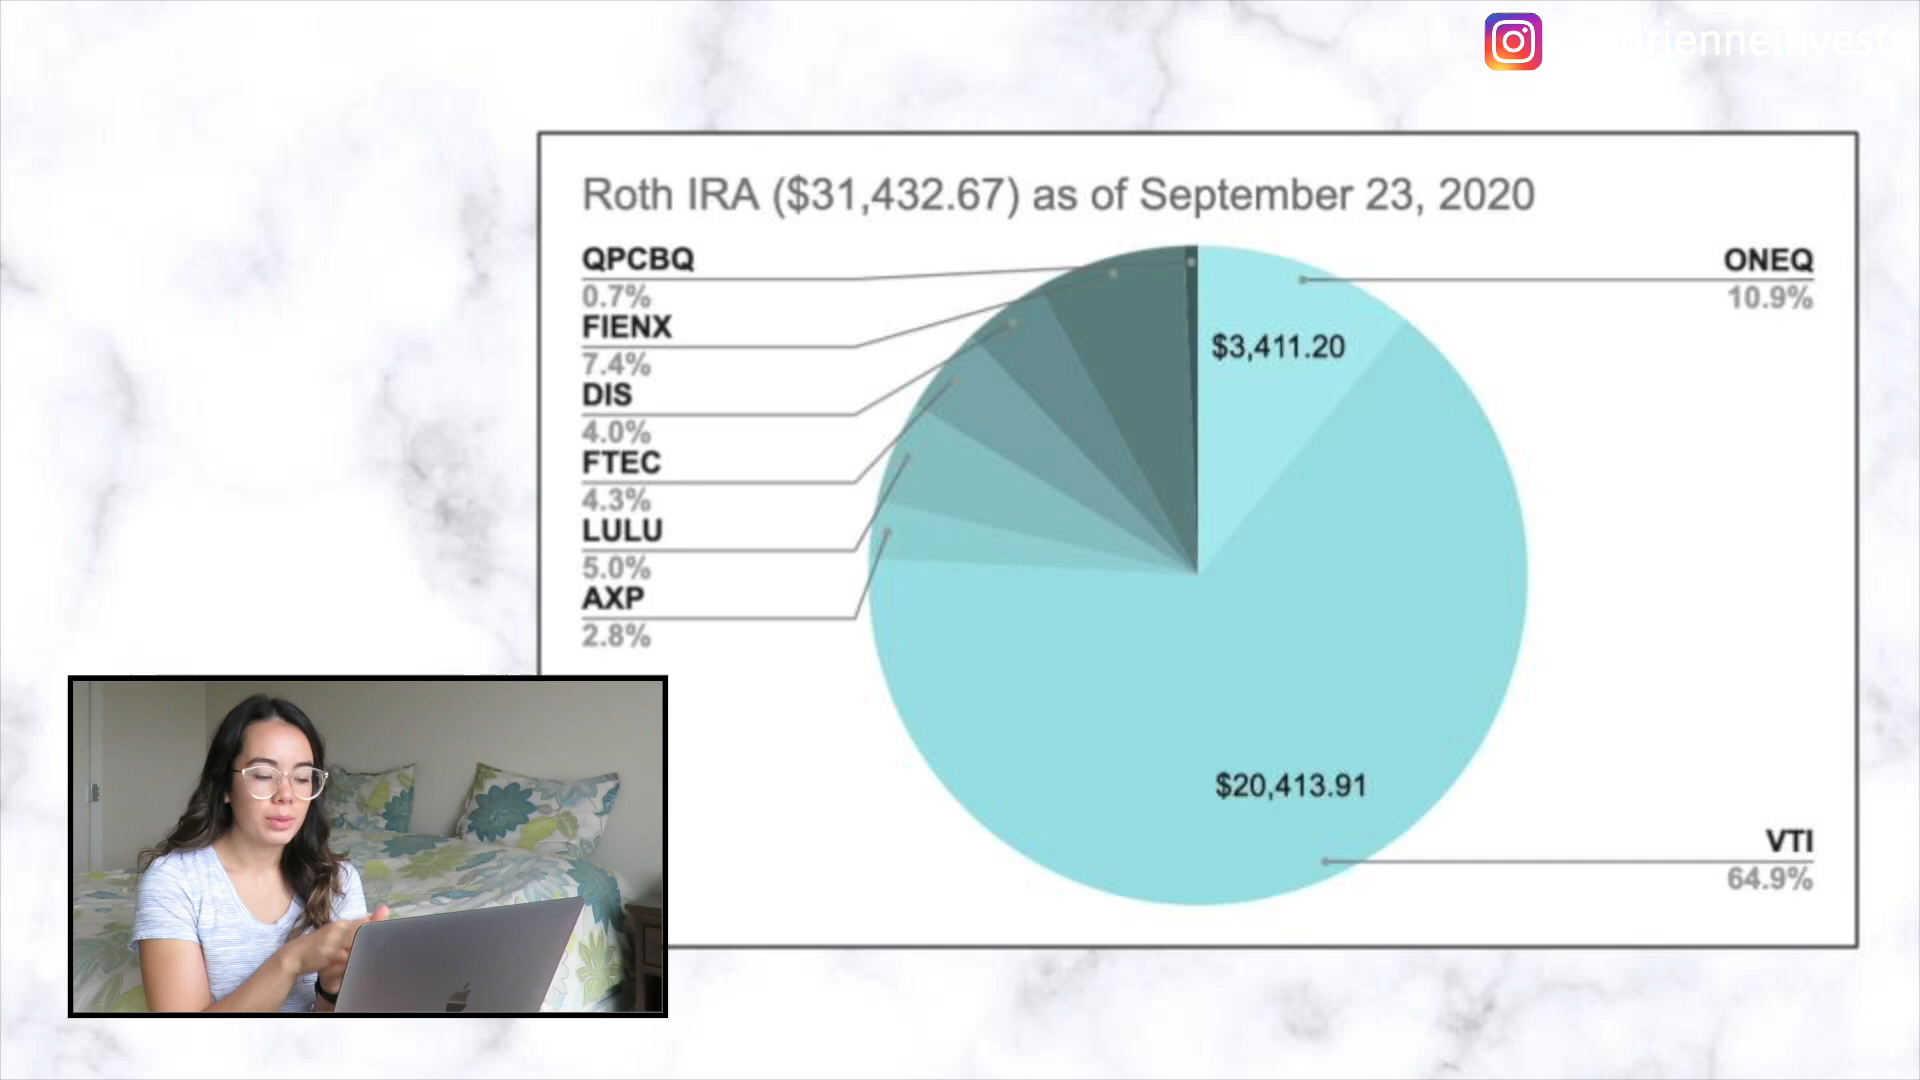 Roth IRA ($31,432.67) as of September 23, 2020
QPCBQ
0.7%
FIENX
7.4%
DIS
4.0%
FTEC
4.3%
LULU
5.0%
AXP
2.8%
ONEQ
10.9%
$3,411.20
$20,413.91
VTI
64.9%